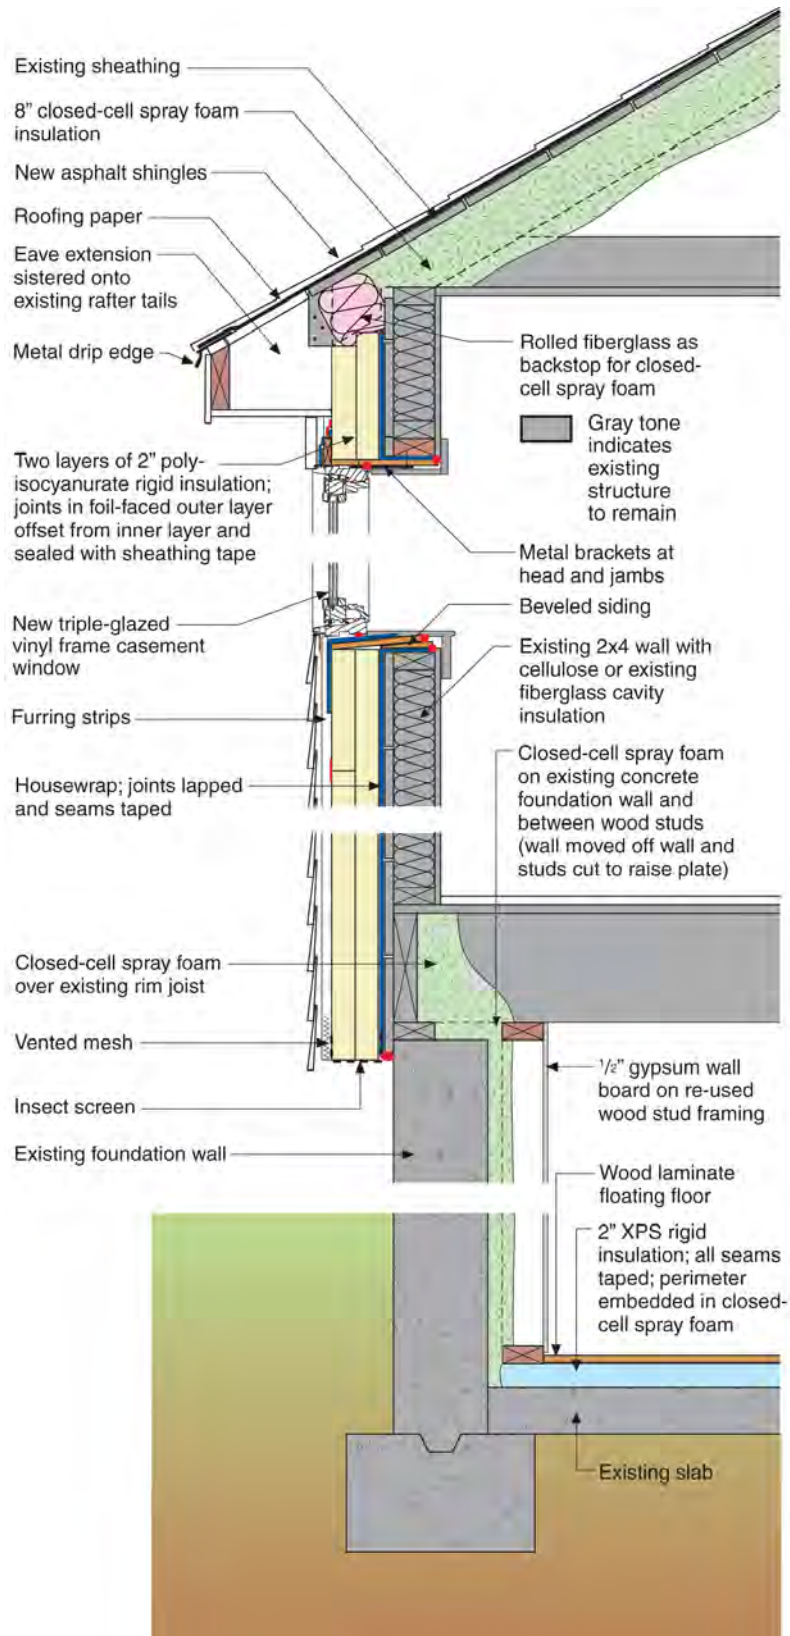 Existing sheathing
8” closed-cell spray foam
insulation
New asphalt shingles
Roofing paper
Eave extension
sistered onto
existing rafter tails
Metal drip edge
Rolled fiberglass as
backstop for closed-
cell spray foam
Gray tone
indicates
existing
structure
to remain
Two layers of 2” poly-
isocyanurate rigid insulation;
joints in foil-faced outer layer
offset from inner layer and
sealed with sheathing tape
Metal brackets at
head and jambs
Beveled siding
New triple-glazed
vinyl frame casement
window
Existing 2x4 wall with
cellulose or existing
fiberglass cavity
insulation
Furring strips
Closed-cell spray foam
on existing concrete
foundation wall and
between wood studs
(wall moved off wall and
studs cut to raise plate)
Housewrap; joints lapped
and seams taped
Closed-cell spray foam
over existing rim joist
Vented mesh
1/2” gypsum wall
board on re-used
wood stud framing
Insect screen
Existing foundation wall
Wood laminate
floating floor
2” XPS rigid
insulation; all seams
taped; perimeter
embedded in closed-
cell spray foam
Existing slab